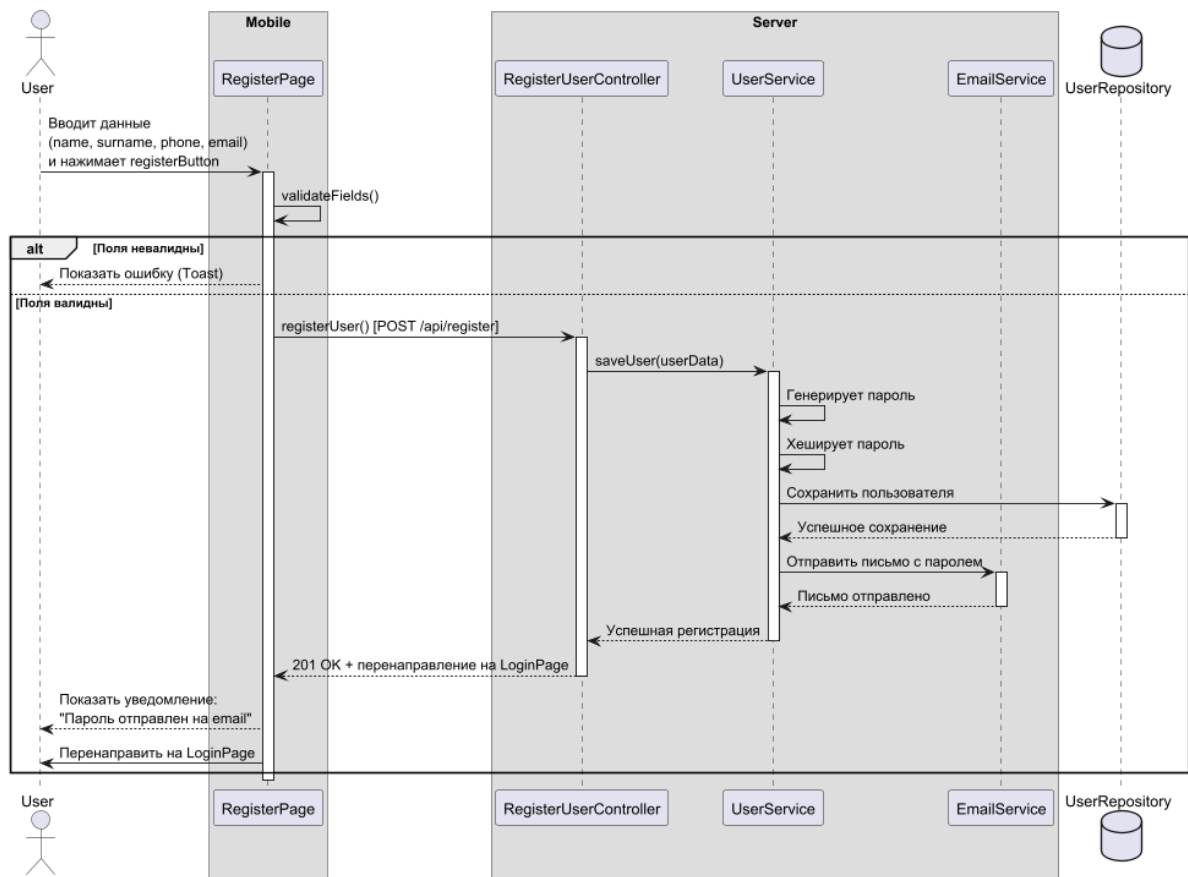 Mobile
Server
User
RegisterPage
RegisterUserController
UserService
EmailService
UserRepository
Вводит данные
(name, surname, phone, email)
и нажимает registerButton
validateFields()
alt
[Поля невалидны]
Показать ошибку (Toast)
[Поля валидны]
registerUser() [POST /api/register]
saveUser(userData)
Генерирует пароль
Хеширует пароль
Сохранить пользователя
Успешное сохранение
Отправить письмо с паролем
Письмо отправлено
Успешная регистрация
201 OK + перенаправление на LoginPage
Показать уведомление:
"Пароль отправлен на email"
Перенаправить на LoginPage
User
RegisterPage
RegisterUserController
UserService
EmailService
UserRepository